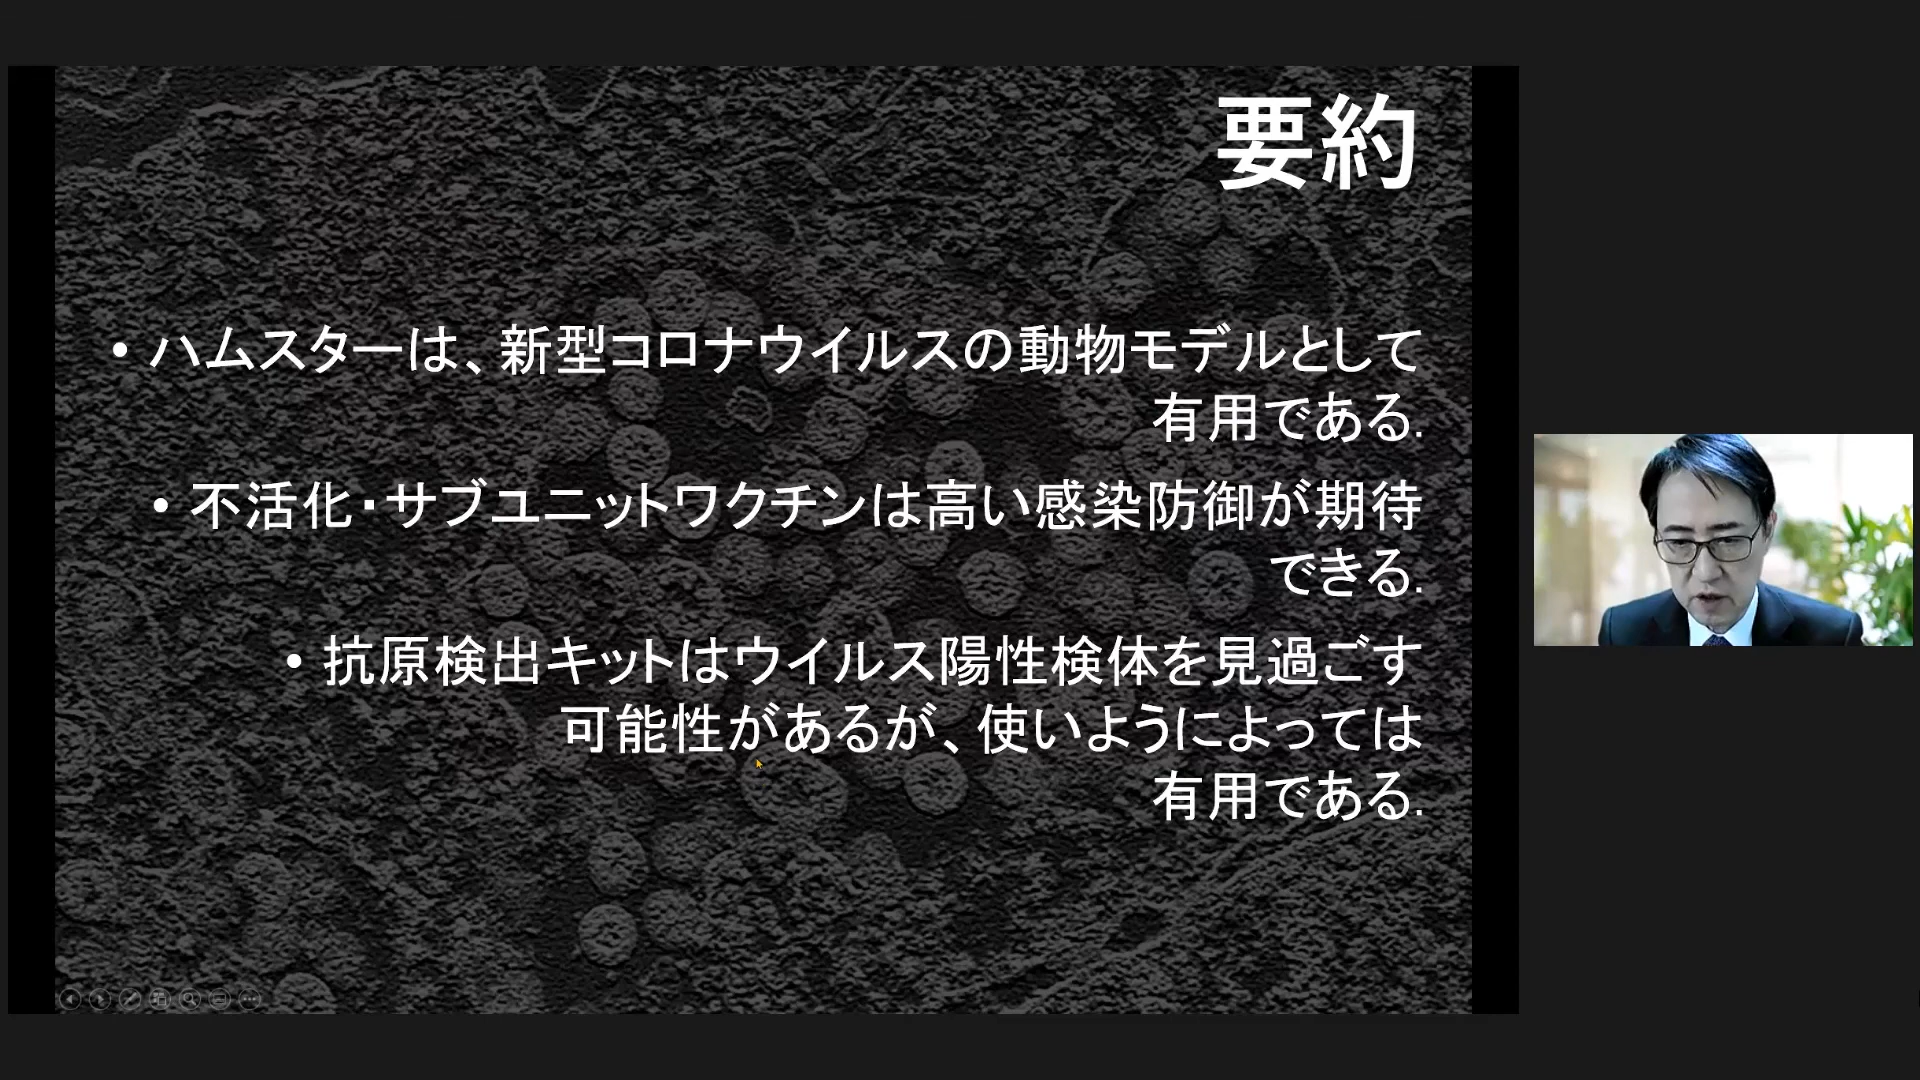 要約
• ハムスターは、新型コロナウイルスの動物モデルとして
有用である.
• 不活化・サブユニットワクチンは高い感染防御が期待
できる.
• 抗原検出キットはウイルス陽性検体を見過ごす
可能性があるが、使いようによっては
有用である.